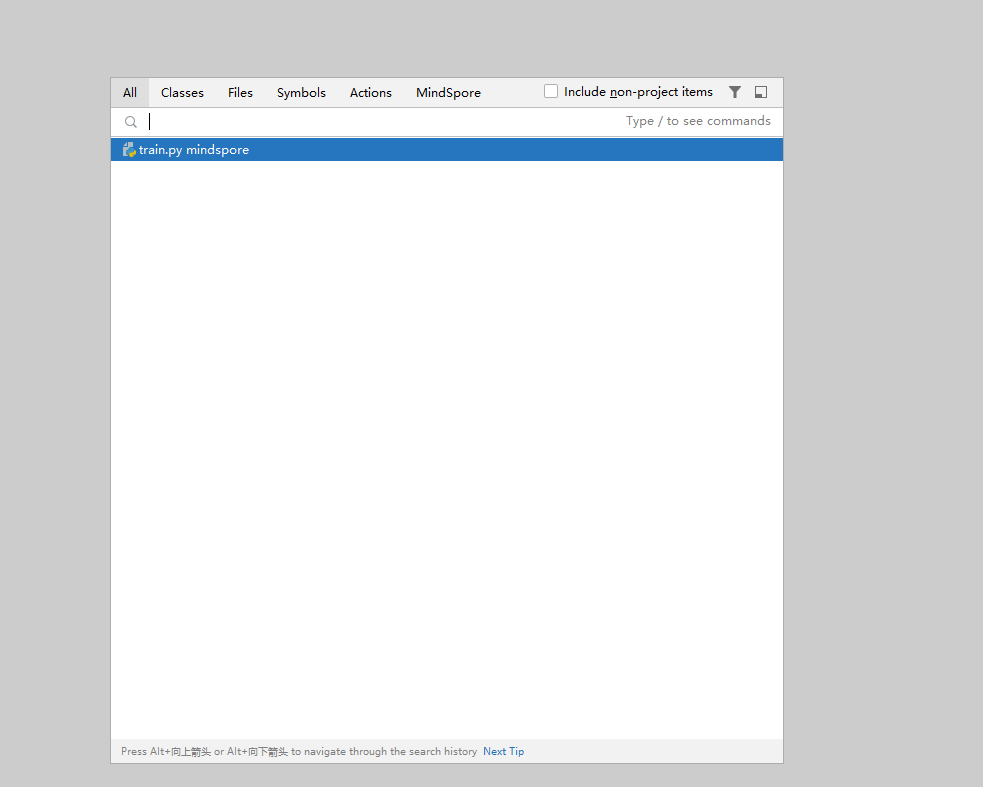 All Classes Files Symbols Actions MindSpore Include non-project items
Type / to see commands
train.py mindspore
Press Alt+向上箭头 or Alt+向下箭头 to navigate through the search history Next Tip